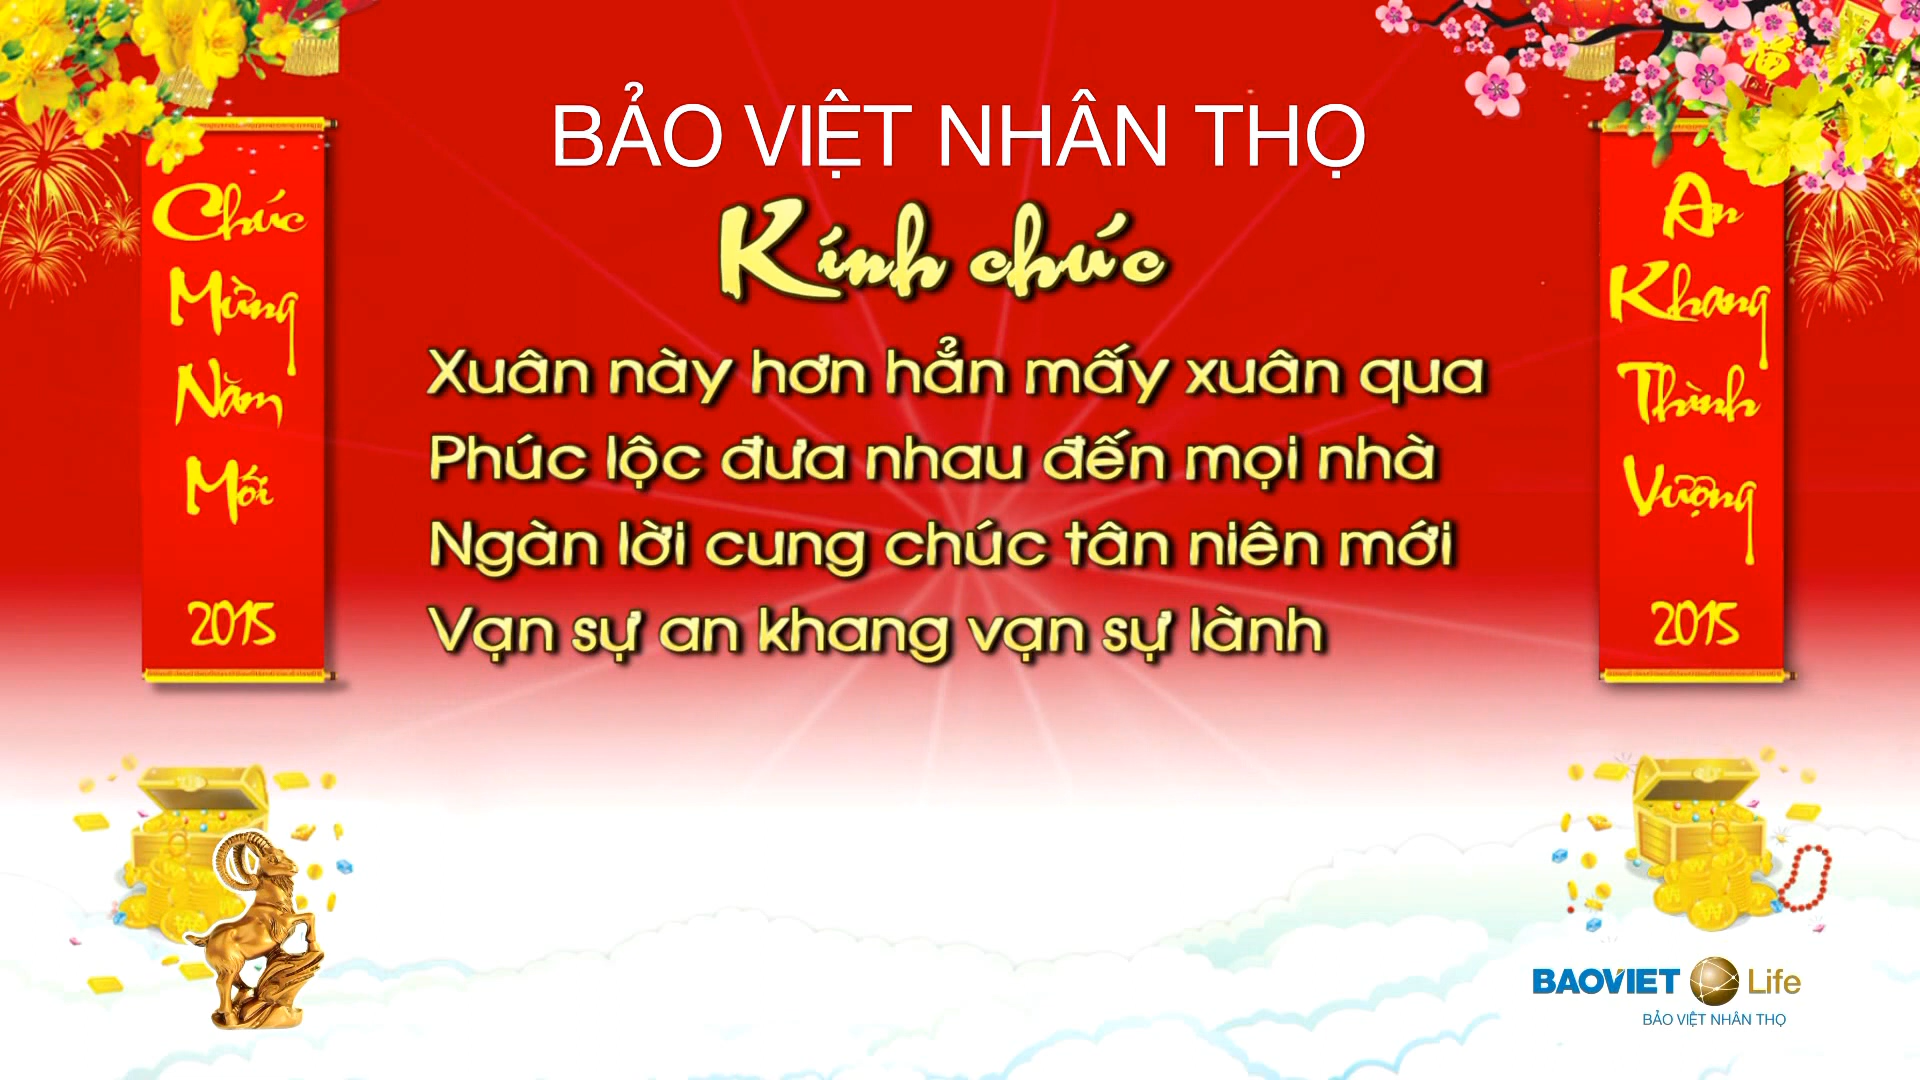 BẢO VIỆT NHÂN THỌ
Kính chúc
Xuân này hơn hẳn mấy xuân qua
Phúc lộc đưa nhau đến mọi nhà
Ngàn lời cung chúc tân niên mới
Vạn sự an khang vạn sự lành
Chúc
Mừng
Năm
Mới
2015
An
Khang
Thịnh
Vượng
2015
BAOVIET Life
BẢO VIỆT NHÂN THỌ